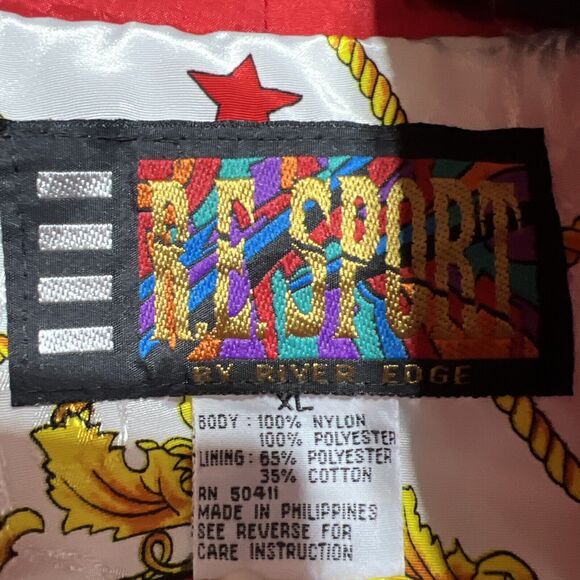 R.E. SPORT
BY RIVER EDGE
XL
BODY : 100% NYLON
100% POLYESTER
LINING : 65% POLYESTER
35% COTTON
RN 50411
MADE IN PHILIPPINES
SEE REVERSE FOR
CARE INSTRUCTION